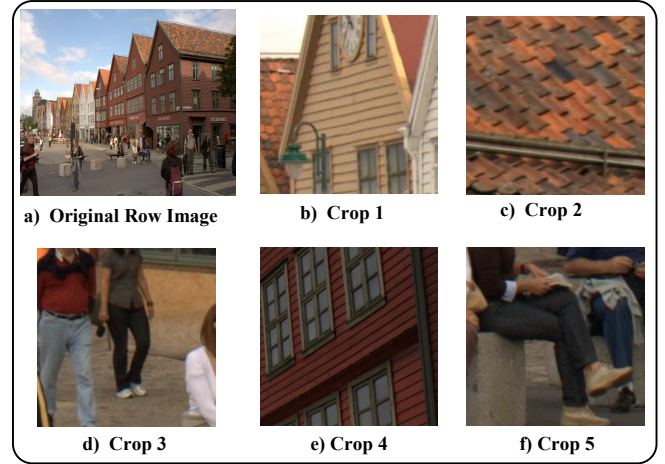 a) Original Row Image
b) Crop 1
c) Crop 2
d) Crop 3
e) Crop 4
f) Crop 5